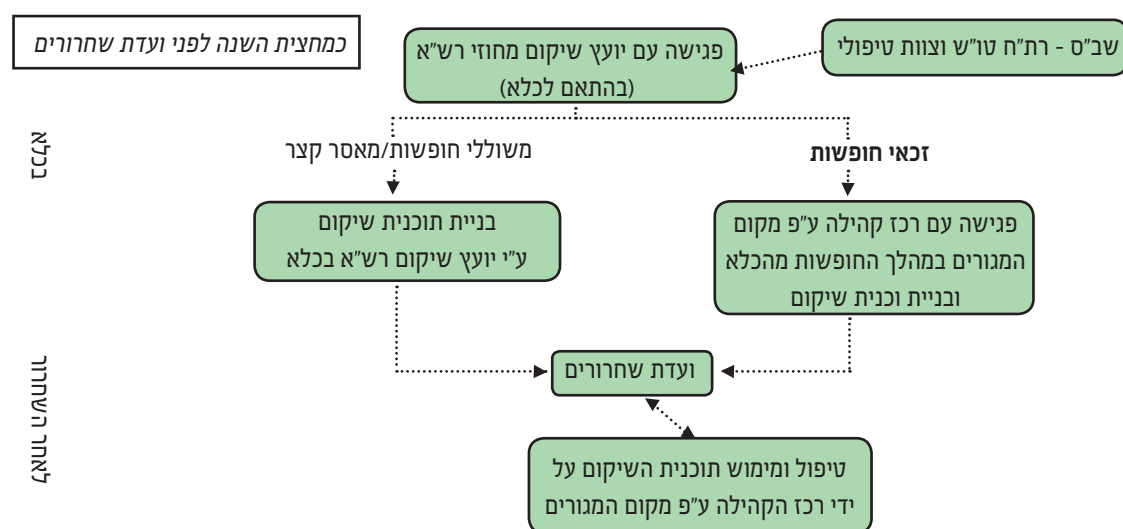 כמחצית השנה לפני ועדת שחרורים
שב"ס - רת"ח טו"ש וצוות טיפולי
פגישה עם יועץ שיקום מחוזי רש"א
(בהתאם לכלא)
בכלא
זכאי חופשות
משוללי חופשות/מאסר קצר
פגישה עם רכז קהילה ע"פ מקום
המגורים במהלך החופשות מהכלא
ובניית וכנית שיקום
בניית תוכנית שיקום
ע"י יועץ שיקום רש"א בכלא
לאחר השחרור
ועדת שחרורים
טיפול ומימוש תוכנית השיקום על
ידי רכז הקהילה ע"פ מקום המגורים